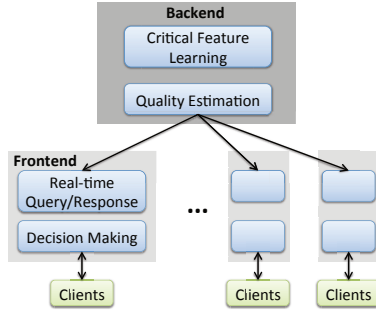 Backend
Critical Feature
Learning
Quality Estimation
Frontend
Real-time
Query/Response
Decision Making
...
Clients
Clients
Clients